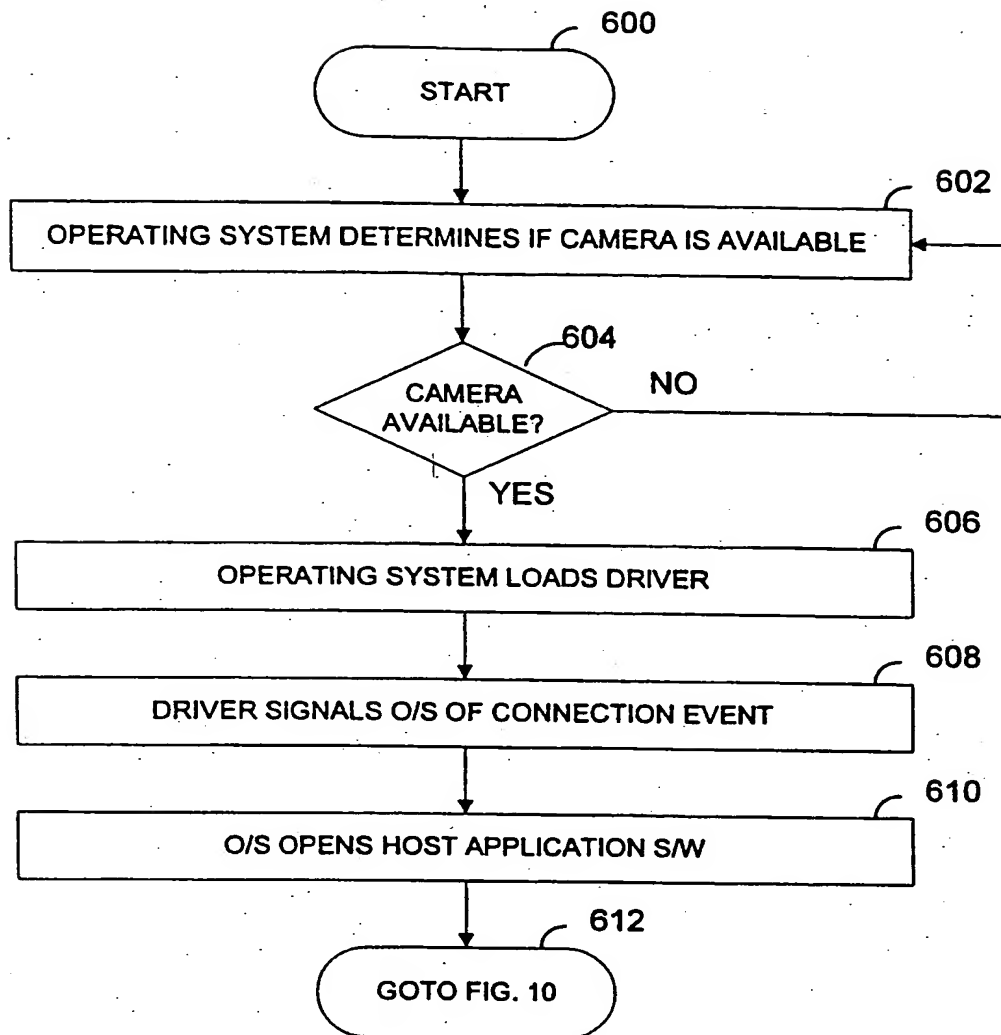 600
START
602
OPERATING SYSTEM DETERMINES IF CAMERA IS AVAILABLE
604
CAMERA
AVAILABLE?
NO
YES
606
OPERATING SYSTEM LOADS DRIVER
608
DRIVER SIGNALS O/S OF CONNECTION EVENT
610
O/S OPENS HOST APPLICATION S/W
612
GOTO FIG. 10